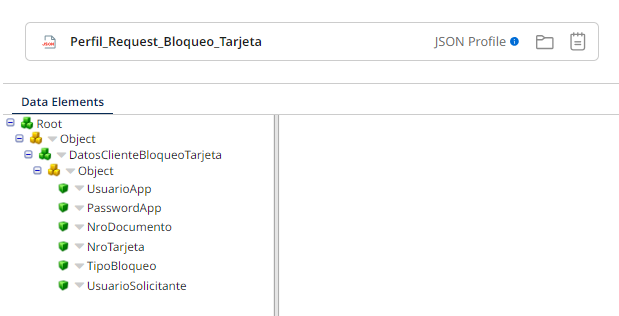 JSON
Perfil_Request_Bloqueo_Tarjeta
JSON Profile
Data Elements
Root
Object
DatosClienteBloqueoTarjeta
Object
UsuarioApp
PasswordApp
NroDocumento
NroTarjeta
TipoBloqueo
UsuarioSolicitante